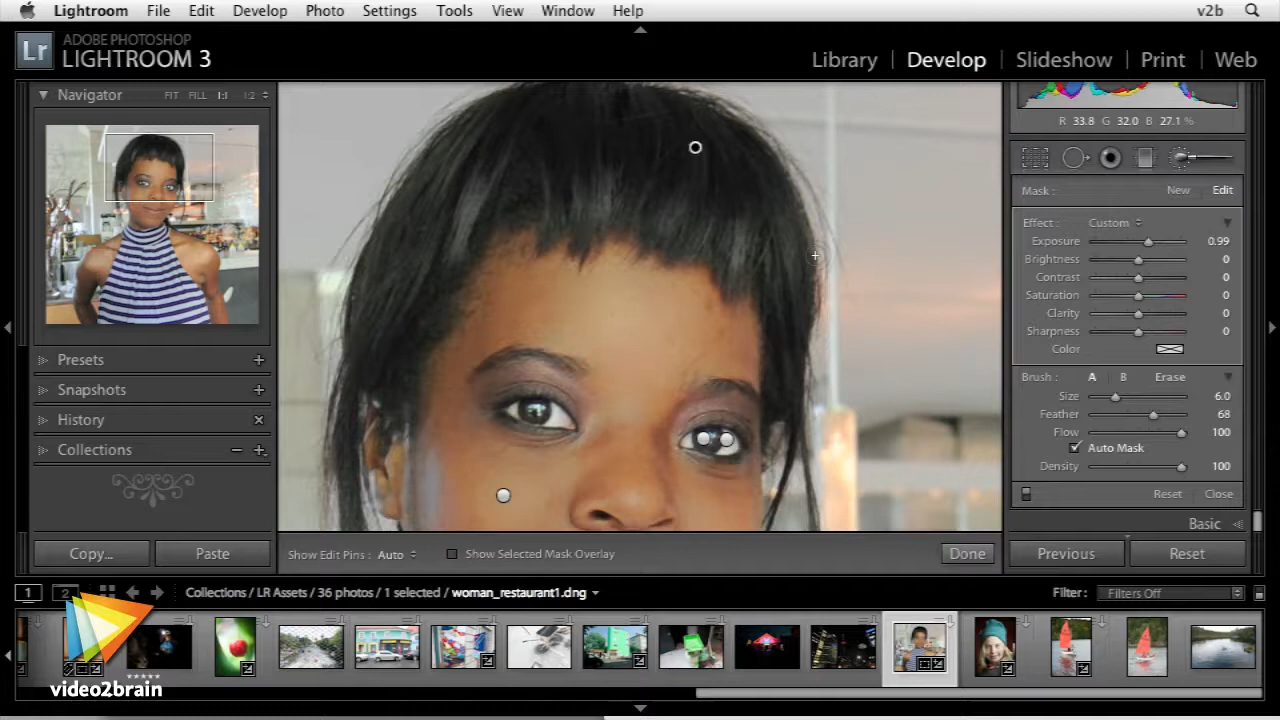 Lightroom File Edit Develop Photo Settings Tools View Window Help v2b
Lr ADOBE PHOTOSHOP
LIGHTROOM 3
Library | Develop | Slideshow | Print | Web
Navigator FIT FILL 1:1 1:2
R 33.8 G 32.0 B 27.1 %
Mask : New Edit
Effect : Custom
Exposure 0.99
Brightness 0
Contrast 0
Saturation 0
Clarity 0
Sharpness 0
Color
Presets
Snapshots
History
Collections
Brush : A B Erase
Size 6.0
Feather 68
Flow 100
Auto Mask
Density 100
Reset Close
Basic
Copy... Paste
Show Edit Pins : Auto Show Selected Mask Overlay Done
Previous Reset
1 2 Collections / LR Assets / 36 photos / 1 selected / woman_restaurant1.dng Filter : Filters Off
video2brain